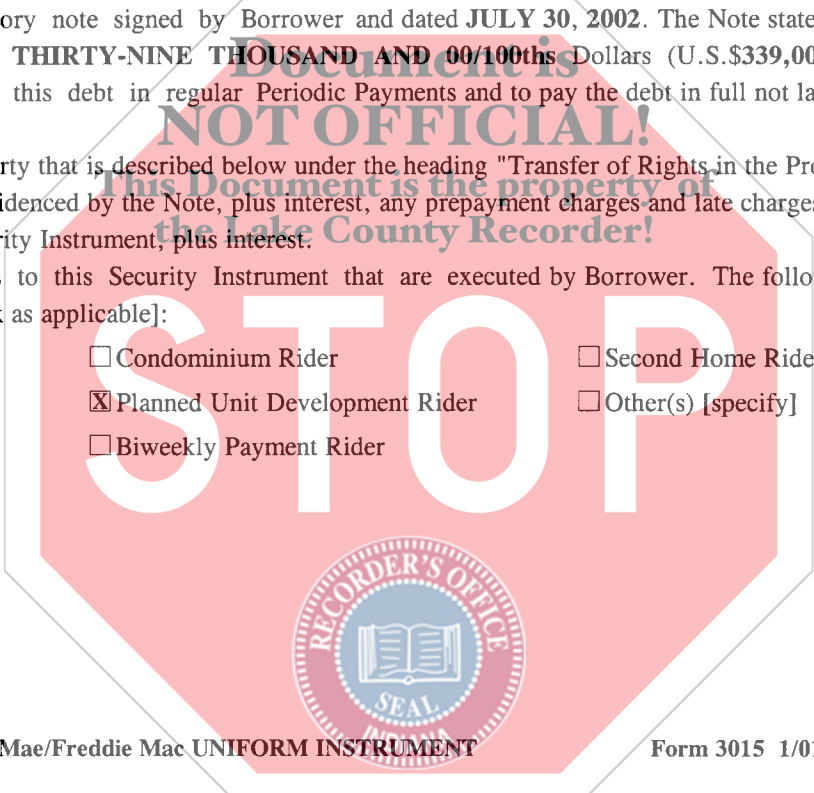 ory note signed by Borrower and dated JULY 30, 2002. The Note state
THIRTY-NINE THOUSAND AND 00/100ths Dollars (U.S.$339,00
Document is
this debt in regular Periodic Payments and to pay the debt in full not la
NOT OFFICIAL!
rty that is described below under the heading "Transfer of Rights in the Pro
This Document is the property of
idenced by the Note, plus interest, any prepayment charges and late charges
the Lake County Recorder!
rity Instrument, plus interest.
to this Security Instrument that are executed by Borrower. The follo
as applicable]:
☐ Condominium Rider ☐ Second Home Ride
☒ Planned Unit Development Rider ☐ Other(s) [specify]
☐ Biweekly Payment Rider
STOP
RECORDER'S OFFICE
SEAL
INDIANA
Mae/Freddie Mac UNIFORM INSTRUMENT Form 3015 1/01